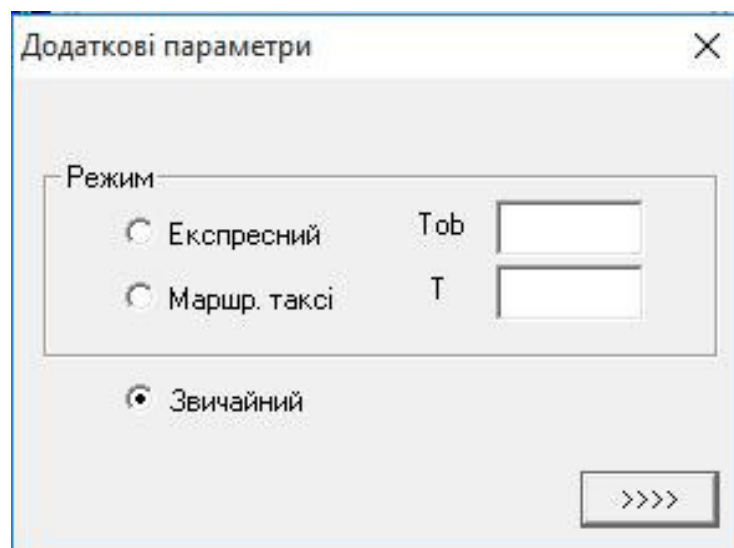 Додаткові параметри
Режим
Експресний Tob
Маршр. таксі T
Звичайний
>>>>